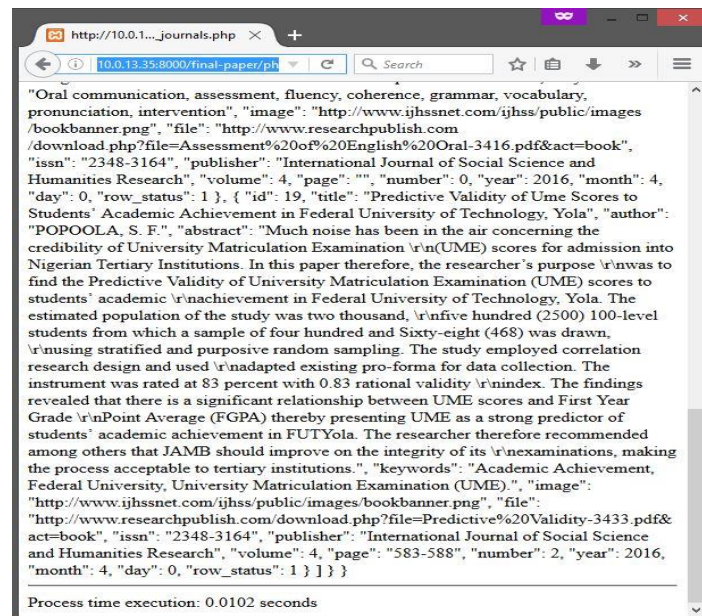 http://10.0.1..._journals.php
10.0.13.35:8000/final-paper/ph
Search
"Oral communication, assessment, fluency, coherence, grammar, vocabulary,
pronunciation, intervention", "image": "http://www.ijhssnet.com/ijhss/public/images
/bookbanner.png", "file": "http://www.researchpublish.com
/download.php?file=Assessment%20of%20English%20Oral-3416.pdf&act=book",
"issn": "2348-3164", "publisher": "International Journal of Social Science and
Humanities Research", "volume": 4, "page": "", "number": 0, "year": 2016, "month": 4,
"day": 0, "row_status": 1 }, { "id": 19, "title": "Predictive Validity of Ume Scores to
Students' Academic Achievement in Federal University of Technology, Yola", "author":
"POPOOLA, S. F.", "abstract": "Much noise has been in the air concerning the
credibility of University Matriculation Examination \r\n(UME) scores for admission into
Nigerian Tertiary Institutions. In this paper therefore, the researcher's purpose \r\nwas to
find the Predictive Validity of University Matriculation Examination (UME) scores to
students' academic \r\nachievement in Federal University of Technology, Yola. The
estimated population of the study was two thousand, \r\nfive hundred (2500) 100-level
students from which a sample of four hundred and Sixty-eight (468) was drawn,
\r\nusing stratified and purposive random sampling. The study employed correlation
research design and used \r\nadapted existing pro-forma for data collection. The
instrument was rated at 83 percent with 0.83 rational validity \r\nindex. The findings
revealed that there is a significant relationship between UME scores and First Year
Grade \r\nPoint Average (FGPA) thereby presenting UME as a strong predictor of
students' academic achievement in FUTYola. The researcher therefore recommended
among others that JAMB should improve on the integrity of its \r\nexaminations, making
the process acceptable to tertiary institutions.", "keywords": "Academic Achievement,
Federal University, University Matriculation Examination (UME).", "image":
"http://www.ijhssnet.com/ijhss/public/images/bookbanner.png", "file":
"http://www.researchpublish.com/download.php?file=Predictive%20Validity-3433.pdf&
act=book", "issn": "2348-3164", "publisher": "International Journal of Social Science
and Humanities Research", "volume": 4, "page": "583-588", "number": 2, "year": 2016,
"month": 4, "day": 0, "row_status": 1 } ] } }
Process time execution: 0.0102 seconds